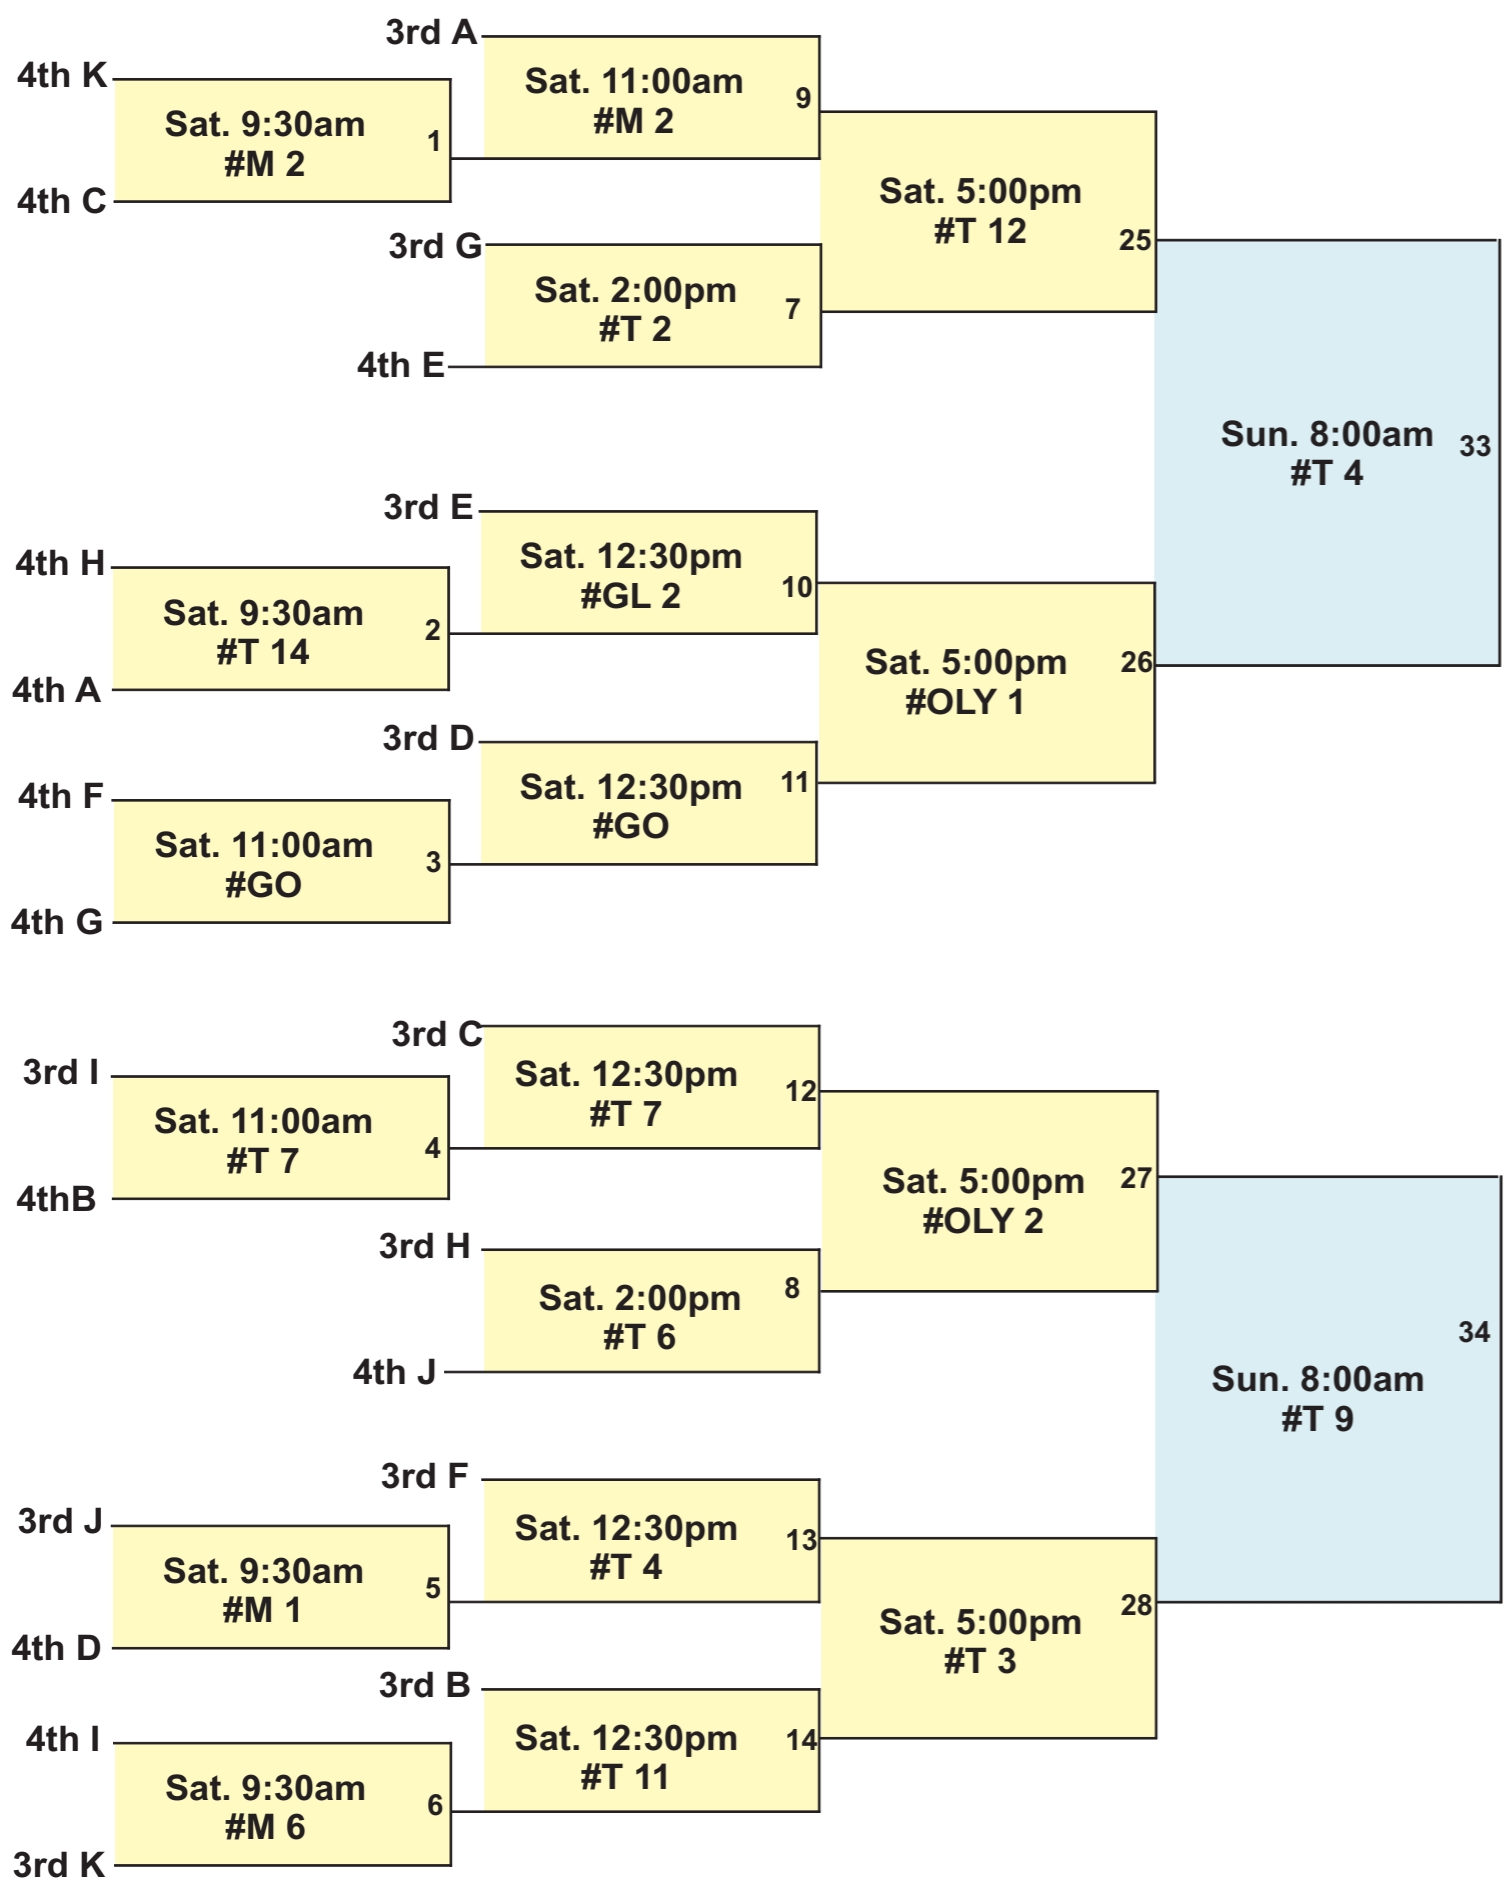 3rd A
4th K
Sat. 11:00am
#M 2
9
Sat. 9:30am
#M 2
1
4th C
Sat. 5:00pm
#T 12
25
3rd G
Sat. 2:00pm
#T 2
7
4th E
Sun. 8:00am
#T 4
33
3rd E
4th H
Sat. 12:30pm
#GL 2
10
Sat. 9:30am
#T 14
2
4th A
Sat. 5:00pm
#OLY 1
26
3rd D
4th F
Sat. 12:30pm
#GO
11
Sat. 11:00am
#GO
3
4th G
3rd C
3rd I
Sat. 12:30pm
#T 7
12
Sat. 11:00am
#T 7
4
4thB
Sat. 5:00pm
#OLY 2
27
3rd H
Sat. 2:00pm
#T 6
8
4th J
Sun. 8:00am
#T 9
34
3rd F
3rd J
Sat. 12:30pm
#T 4
13
Sat. 9:30am
#M 1
5
4th D
Sat. 5:00pm
#T 3
28
3rd B
4th I
Sat. 12:30pm
#T 11
14
Sat. 9:30am
#M 6
6
3rd K